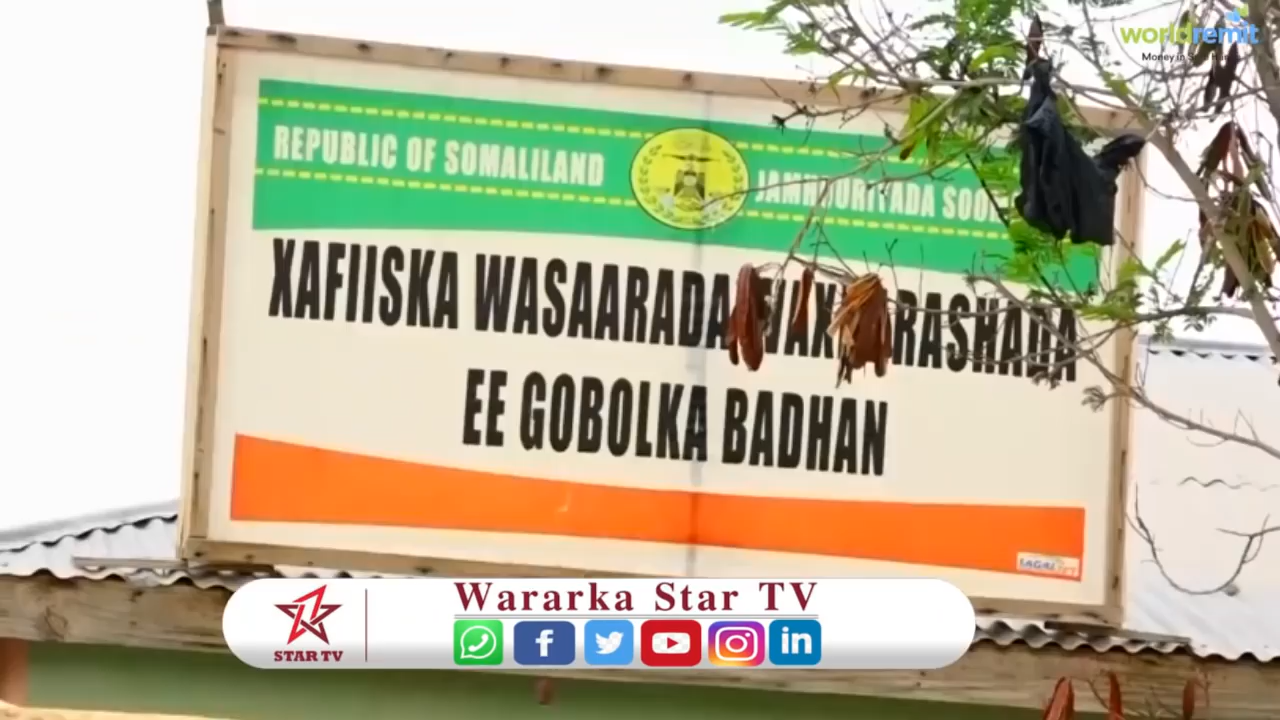 worldremit
REPUBLIC OF SOMALILAND
XAFIISKA WASAARADA
EE GOBOLKA BADHAN
Wararka Star TV
STAR TV